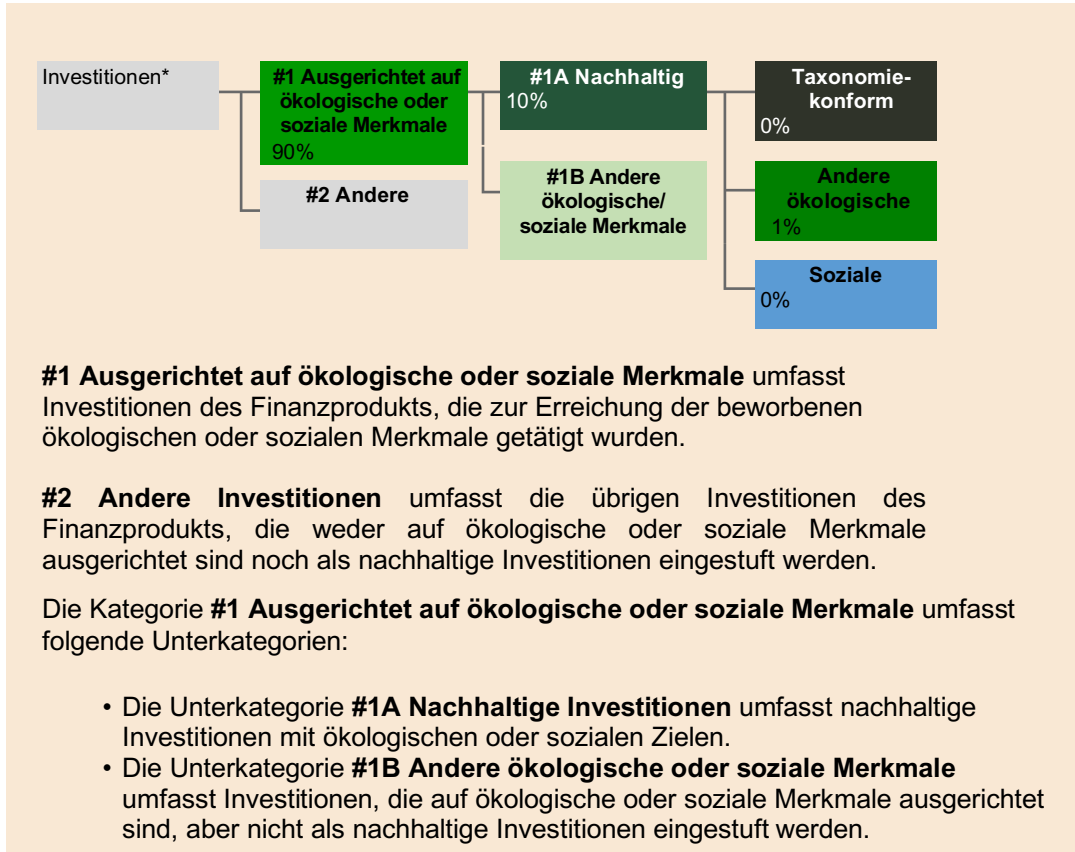 Investitionen*
#1 Ausgerichtet auf
ökologische oder
soziale Merkmale
90%
#2 Andere
#1A Nachhaltig
10%
#1B Andere
ökologische/
soziale Merkmale
Taxonomie-
konform
0%
Andere
ökologische
1%
Soziale
0%
#1 Ausgerichtet auf ökologische oder soziale Merkmale umfasst
Investitionen des Finanzprodukts, die zur Erreichung der beworbenen
ökologischen oder sozialen Merkmale getätigt wurden.
#2 Andere Investitionen umfasst die übrigen Investitionen des
Finanzprodukts, die weder auf ökologische oder soziale Merkmale
ausgerichtet sind noch als nachhaltige Investitionen eingestuft werden.
Die Kategorie #1 Ausgerichtet auf ökologische oder soziale Merkmale umfasst
folgende Unterkategorien:
• Die Unterkategorie #1A Nachhaltige Investitionen umfasst nachhaltige
Investitionen mit ökologischen oder sozialen Zielen.
• Die Unterkategorie #1B Andere ökologische oder soziale Merkmale
umfasst Investitionen, die auf ökologische oder soziale Merkmale ausgerichtet
sind, aber nicht als nachhaltige Investitionen eingestuft werden.